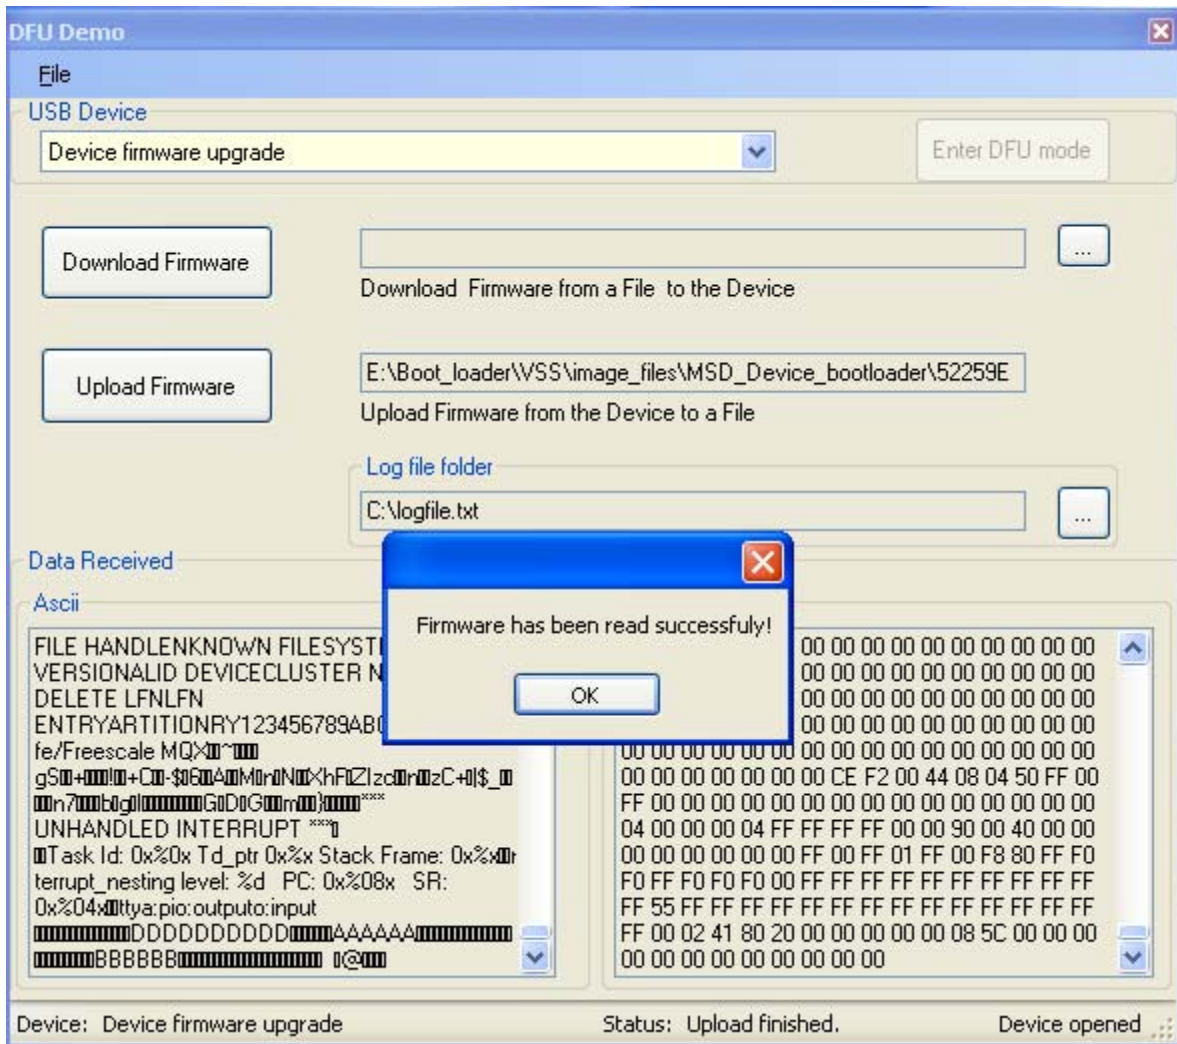 DFU Demo
File
USB Device
Device firmware upgrade
Enter DFU mode
Download Firmware
...
Download Firmware from a File to the Device
Upload Firmware
E:\Boot_loader\VSS\image_files\MSD_Device_bootloader\52259E
Upload Firmware from the Device to a File
Log file folder
C:\logfile.txt
...
Data Received
Firmware has been read successfuly!
OK
Ascii
FILE HANDLENKNOWN FILESYSTE
VERSIONALID DEVICECLUSTER N
DELETE LFNLFN
ENTRYARTITIONRY123456789AB
fe/Freescale MQX
UNHANDLED INTERRUPT ***
Task Id: 0x%0x Td_ptr 0x%x Stack Frame: 0x%x
terrupt_nesting level: %d PC: 0x%08x SR:
0x%04x ttya:pio:outputo:input
DDDDDDDDDD AAAAAA
BBBBBB
00 00 00 00 00 00 00 00 00 00
00 00 00 00 00 00 00 00 00 00
00 00 00 00 00 00 00 00 00 00
00 00 00 00 00 00 00 00 00 00
00 00 00 00 00 00 00 00 00 00 00 00 00 00 00 00
00 00 00 00 00 00 00 CE F2 00 44 08 04 50 FF 00
FF 00 00 00 00 00 00 00 00 00 00 00 00 00 00 00
04 00 00 00 04 FF FF FF FF 00 00 90 00 40 00 00
00 00 00 00 00 00 FF 00 FF 01 FF 00 F8 80 FF F0
F0 FF F0 F0 F0 00 FF FF FF FF FF FF FF FF FF FF
FF 55 FF FF FF FF FF FF FF FF FF FF FF FF FF FF
FF 00 02 41 80 20 00 00 00 00 00 08 5C 00 00 00
00 00 00 00 00 00 00 00 00
Device: Device firmware upgrade
Status: Upload finished.
Device opened